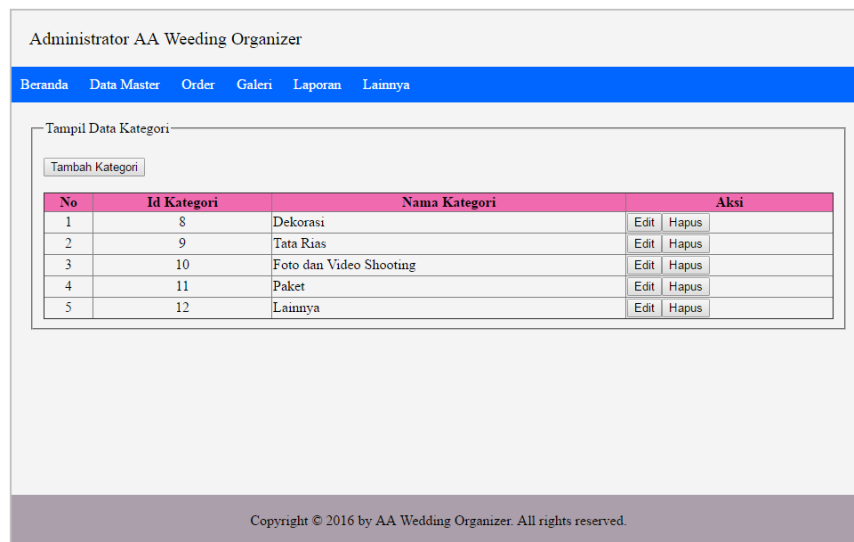 Administrator AA Weeding Organizer
Beranda Data Master Order Galeri Laporan Lainnya
Tampil Data Kategori
Tambah Kategori
No Id Kategori Nama Kategori Aksi
1 8 Dekorasi Edit Hapus
2 9 Tata Rias Edit Hapus
3 10 Foto dan Video Shooting Edit Hapus
4 11 Paket Edit Hapus
5 12 Lainnya Edit Hapus
Copyright © 2016 by AA Wedding Organizer. All rights reserved.